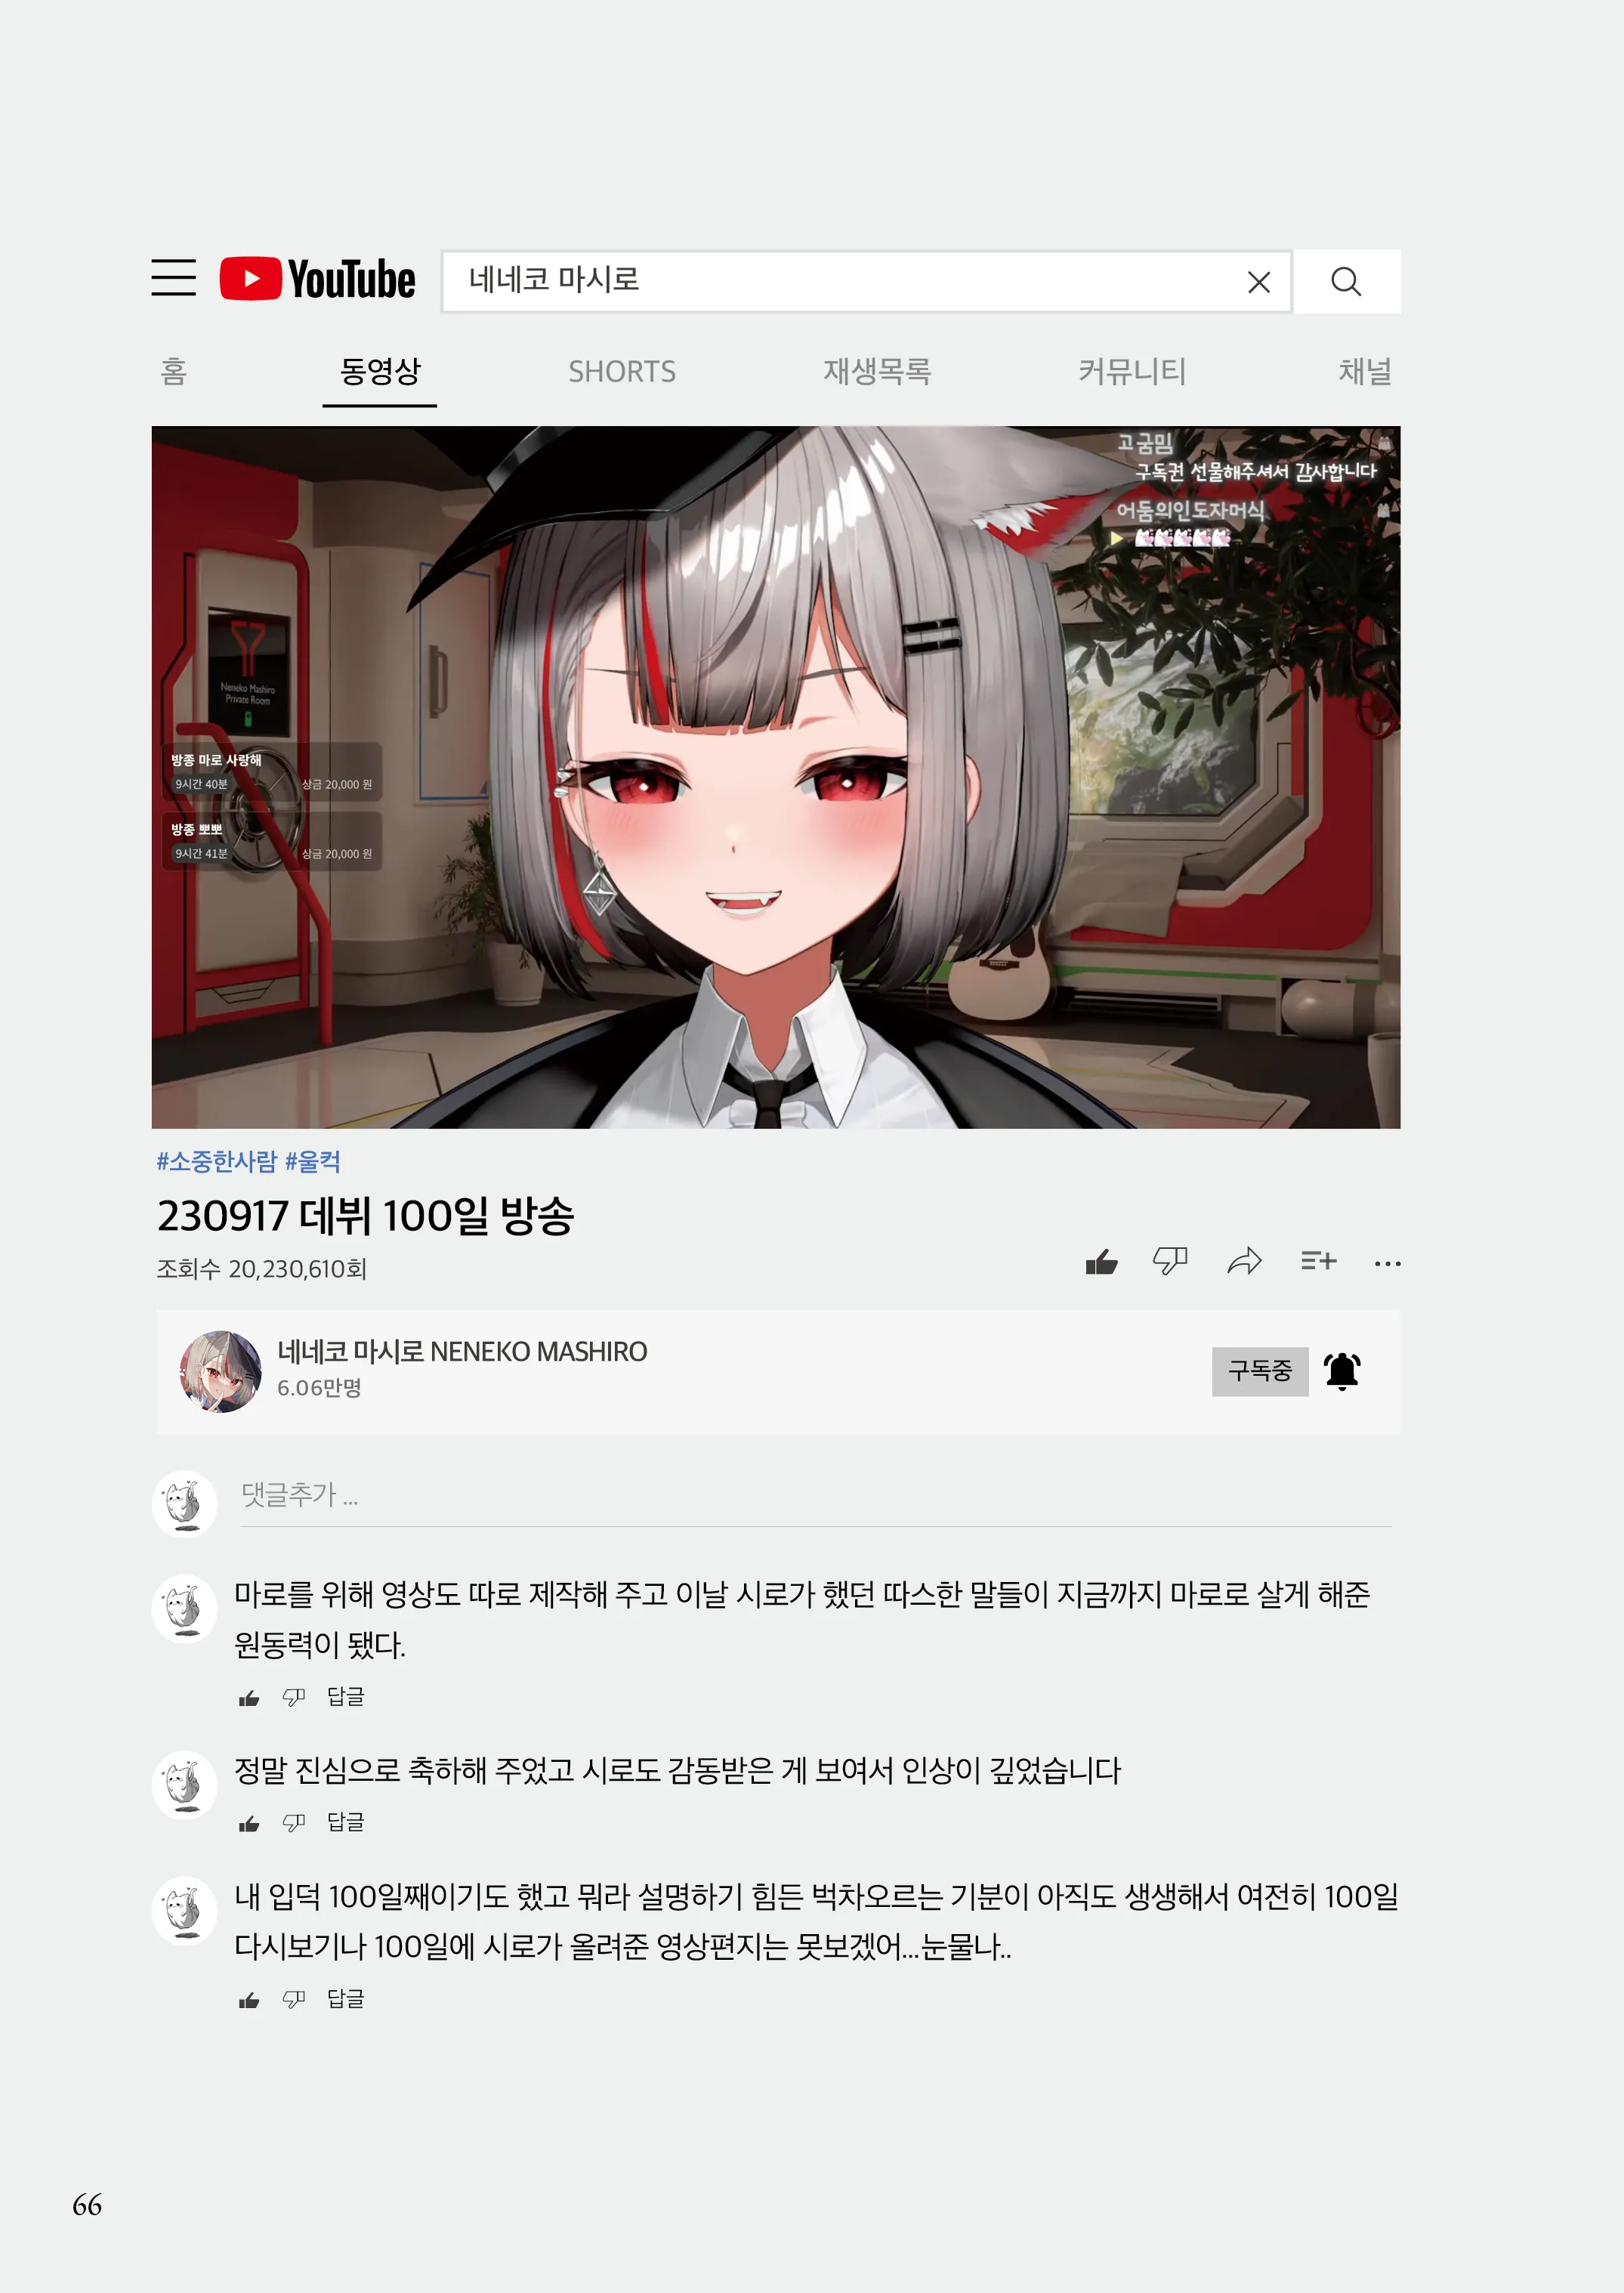 YouTube
네네코 마시로
홈 동영상 SHORTS 재생목록 커뮤니티 채널
고굼밈
구독권 선물해주셔서 감사합니다
어둠의인도자머식
Neneko Mashiro
Private Room
방종 마로 사랑해
9시간 40분 상금 20,000 원
방종 뽀뽀
9시간 41분 상금 20,000 원
#소중한사람 #울컥
230917 데뷔 100일 방송
조회수 20,230,610회
네네코 마시로 NENEKO MASHIRO
6.06만명
구독중
댓글추가 ...
마로를 위해 영상도 따로 제작해 주고 이날 시로가 했던 따스한 말들이 지금까지 마로로 살게 해준
원동력이 됐다.
답글
정말 진심으로 축하해 주었고 시로도 감동받은 게 보여서 인상이 깊었습니다
답글
내 입덕 100일째이기도 했고 뭐라 설명하기 힘든 벅차오르는 기분이 아직도 생생해서 여전히 100일
다시보기나 100일에 시로가 올려준 영상편지는 못보겠어...눈물나..
답글
66